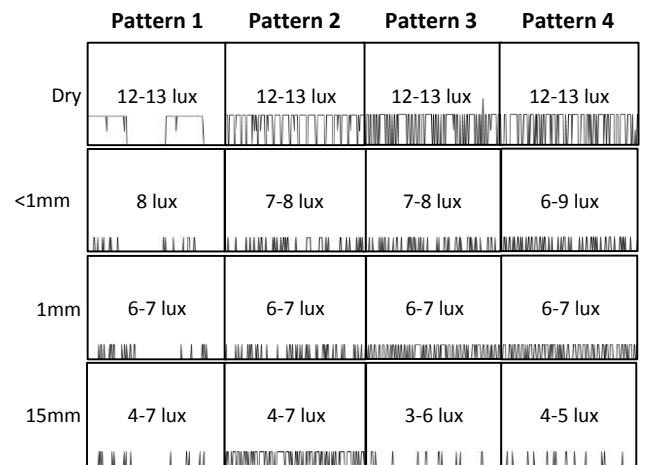 Pattern 1 Pattern 2 Pattern 3 Pattern 4
Dry 12-13 lux 12-13 lux 12-13 lux 12-13 lux
<1mm 8 lux 7-8 lux 7-8 lux 6-9 lux
1mm 6-7 lux 6-7 lux 6-7 lux 6-7 lux
15mm 4-7 lux 4-7 lux 3-6 lux 4-5 lux